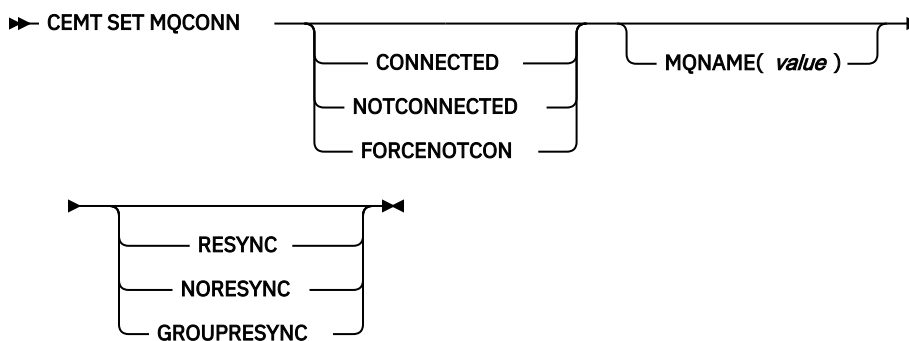 CEMT SET MQCONN
CONNECTED
NOTCONNECTED
FORCENOTCON
MQNAME( value )
RESYNC
NORESYNC
GROUPRESYNC